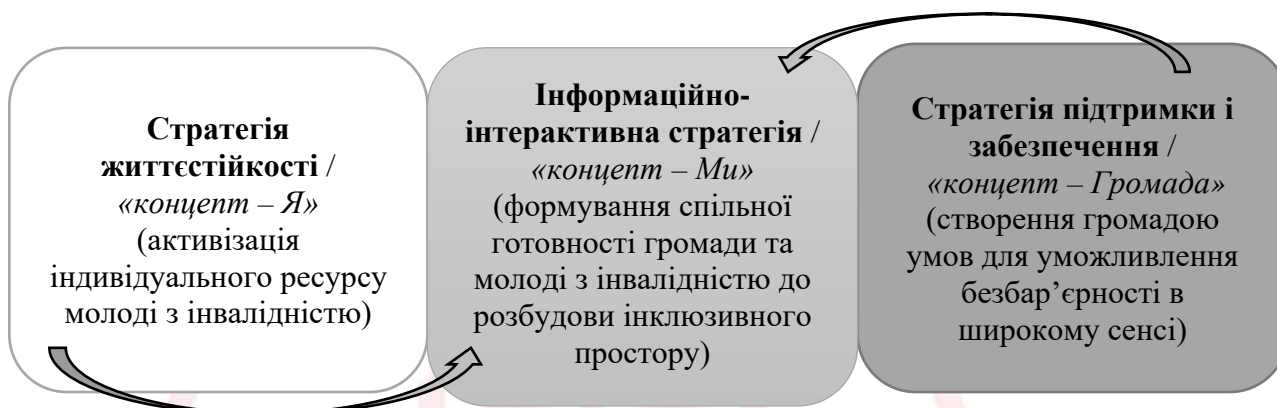 Стратегія
життєстійкості /
«концепт – Я»
(активізація
індивідуального ресурсу
молоді з інвалідністю)
Інформаційно-
інтерактивна стратегія /
«концепт – Ми»
(формування спільної
готовності громади та
молоді з інвалідністю до
розбудови інклюзивного
простору)
Стратегія підтримки і
забезпечення /
«концепт – Громада»
(створення громадою
умов для уможливлення
безбар’єрності в
широкому сенсі)